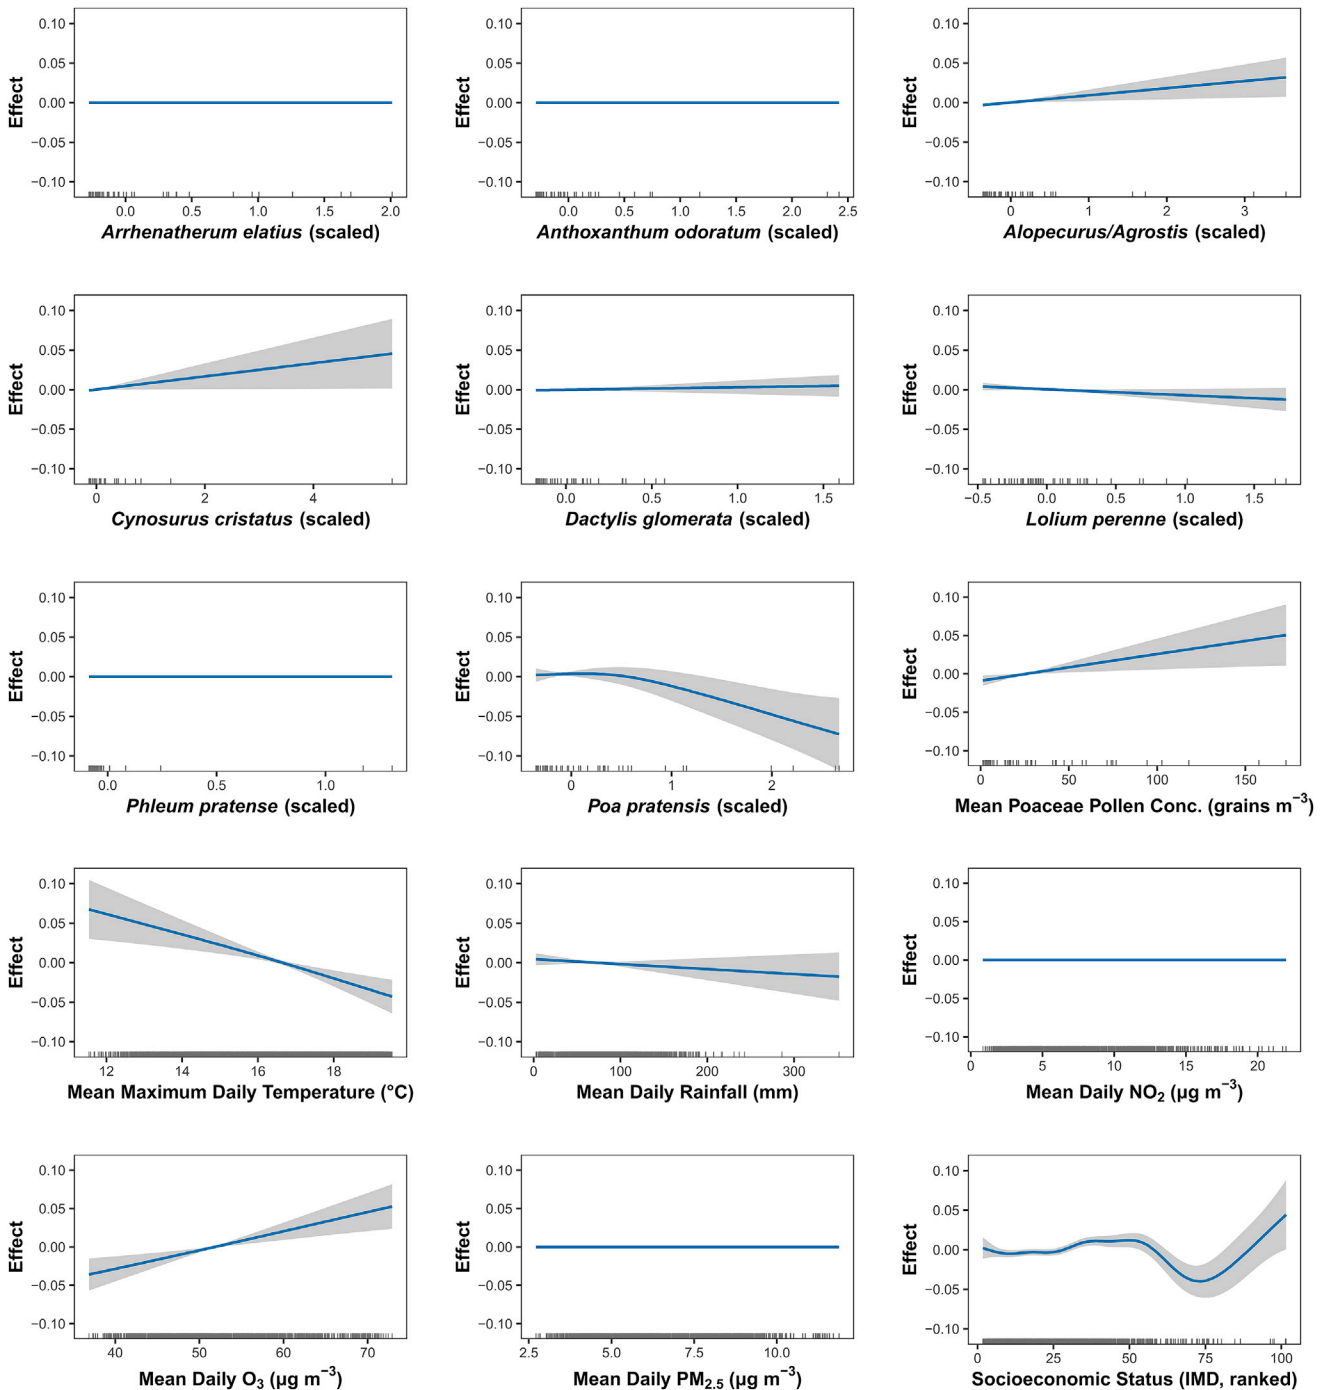 Effect
0.10
0.05
0.00
−0.05
−0.10
0.0 0.5 1.0 1.5 2.0
Arrhenatherum elatius (scaled)
Effect
0.10
0.05
0.00
−0.05
−0.10
0.0 0.5 1.0 1.5 2.0 2.5
Anthoxanthum odoratum (scaled)
Effect
0.10
0.05
0.00
−0.05
−0.10
0 1 2 3
Alopecurus/Agrostis (scaled)
Effect
0.10
0.05
0.00
−0.05
−0.10
0 2 4
Cynosurus cristatus (scaled)
Effect
0.10
0.05
0.00
−0.05
−0.10
0.0 0.5 1.0 1.5
Dactylis glomerata (scaled)
Effect
0.10
0.05
0.00
−0.05
−0.10
−0.5 0.0 0.5 1.0 1.5
Lolium perenne (scaled)
Effect
0.10
0.05
0.00
−0.05
−0.10
0.0 0.5 1.0
Phleum pratense (scaled)
Effect
0.10
0.05
0.00
−0.05
−0.10
0 1 2
Poa pratensis (scaled)
Effect
0.10
0.05
0.00
−0.05
−0.10
0 50 100 150
Mean Poaceae Pollen Conc. (grains m⁻³)
Effect
0.10
0.05
0.00
−0.05
−0.10
12 14 16 18
Mean Maximum Daily Temperature (°C)
Effect
0.10
0.05
0.00
−0.05
−0.10
0 100 200 300
Mean Daily Rainfall (mm)
Effect
0.10
0.05
0.00
−0.05
−0.10
0 5 10 15 20
Mean Daily NO₂ (µg m⁻³)
Effect
0.10
0.05
0.00
−0.05
−0.10
40 50 60 70
Mean Daily O₃ (µg m⁻³)
Effect
0.10
0.05
0.00
−0.05
−0.10
2.5 5.0 7.5 10.0
Mean Daily PM₂.₅ (µg m⁻³)
Effect
0.10
0.05
0.00
−0.05
−0.10
0 25 50 75 100
Socioeconomic Status (IMD, ranked)